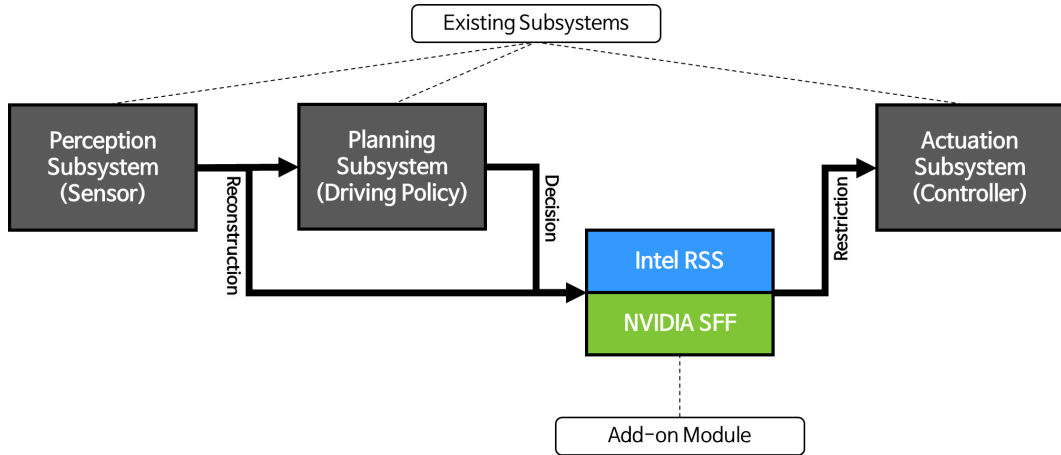 Existing Subsystems
Perception
Subsystem
(Sensor)
Planning
Subsystem
(Driving Policy)
Actuation
Subsystem
(Controller)
Reconstruction
Decision
Restriction
Intel RSS
NVIDIA SFF
Add-on Module